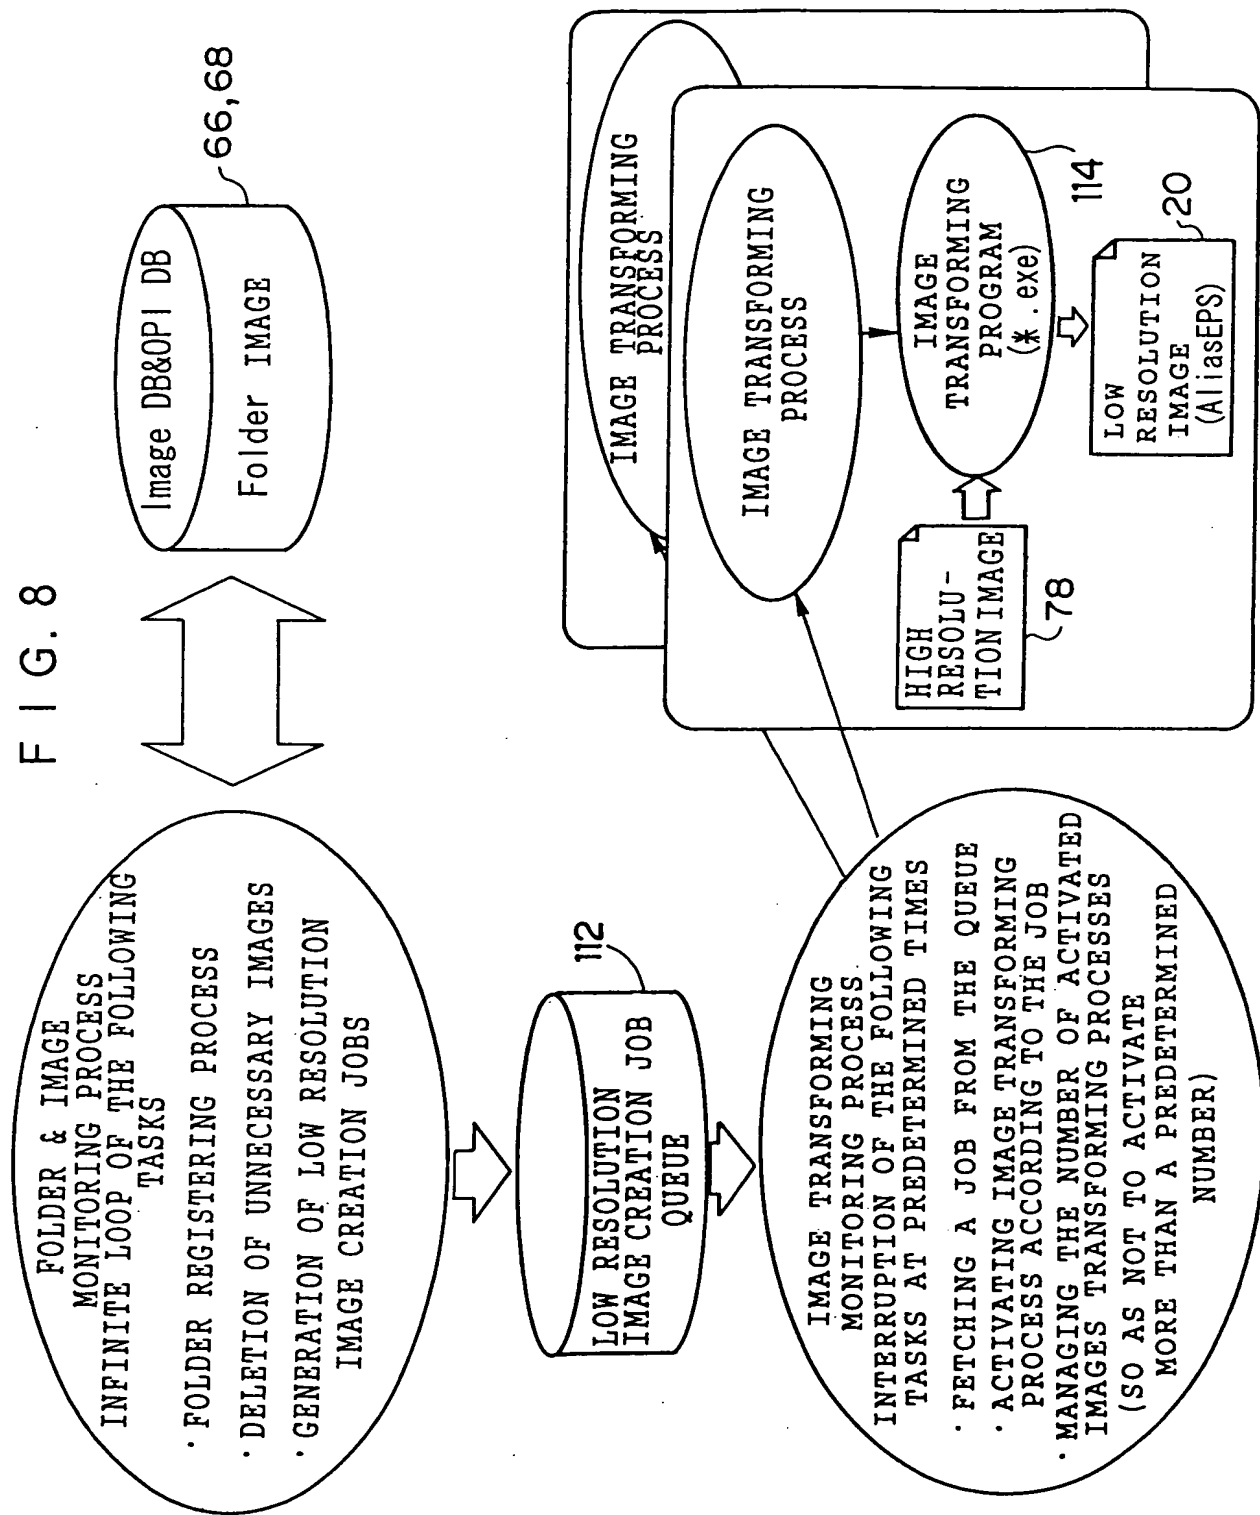 FIG. 8
FOLDER & IMAGE
MONITORING PROCESS
INFINITE LOOP OF THE FOLLOWING
TASKS
· FOLDER REGISTERING PROCESS
· DELETION OF UNNECESSARY IMAGES
· GENERATION OF LOW RESOLUTION
IMAGE CREATION JOBS
Image DB&OPI DB
Folder IMAGE
66,68
LOW RESOLUTION
IMAGE CREATION JOB
QUEUE
112
IMAGE TRANSFORMING
MONITORING PROCESS
INTERRUPTION OF THE FOLLOWING
TASKS AT PREDETERMINED TIMES
· FETCHING A JOB FROM THE QUEUE
· ACTIVATING IMAGE TRANSFORMING
PROCESS ACCORDING TO THE JOB
· MANAGING THE NUMBER OF ACTIVATED
IMAGES TRANSFORMING PROCESSES
(SO AS NOT TO ACTIVATE
MORE THAN A PREDETERMINED
NUMBER)
IMAGE TRANSFORMING
PROCESS
IMAGE TRANSFORMING
PROCESS
HIGH
RESOLU-
TION IMAGE
78
IMAGE
TRANSFORMING
PROGRAM
(*.exe)
114
LOW
RESOLUTION
IMAGE
(AliasEPS)
20